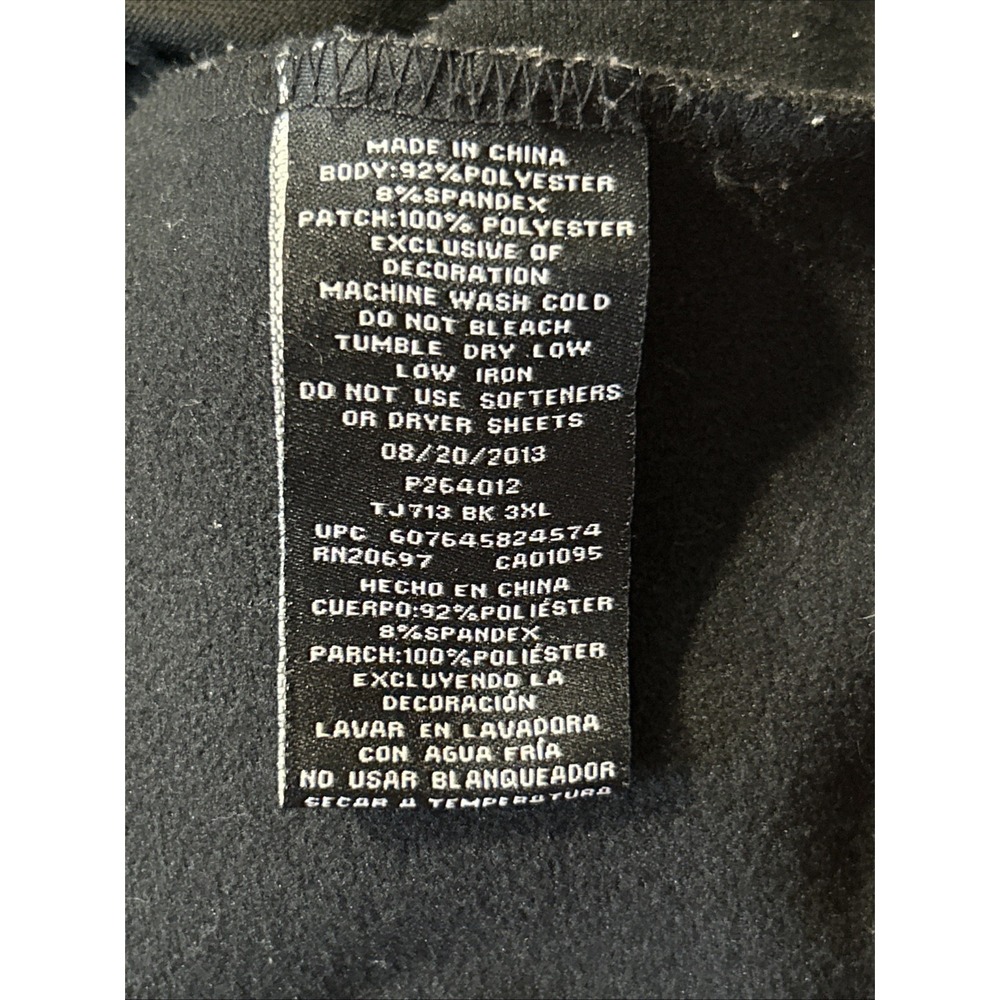 MADE IN CHINA
BODY:92%POLYESTER
8%SPANDEX
PATCH:100% POLYESTER
EXCLUSIVE OF
DECORATION
MACHINE WASH COLD
DO NOT BLEACH
TUMBLE DRY LOW
LOW IRON
DO NOT USE SOFTENERS
OR DRYER SHEETS
08/20/2013
P264012
TJ713 BK 3XL
UPC 607645824574
RN20697 CA01095
HECHO EN CHINA
CUERPO:92%POLIÉSTER
8%SPANDEX
PARCH:100%POLIÉSTER
EXCLUYENDO LA
DECORACIÓN
LAVAR EN LAVADORA
CON AGUA FRÍA
NO USAR BLANQUEADOR
SECAR A TEMPERATURA